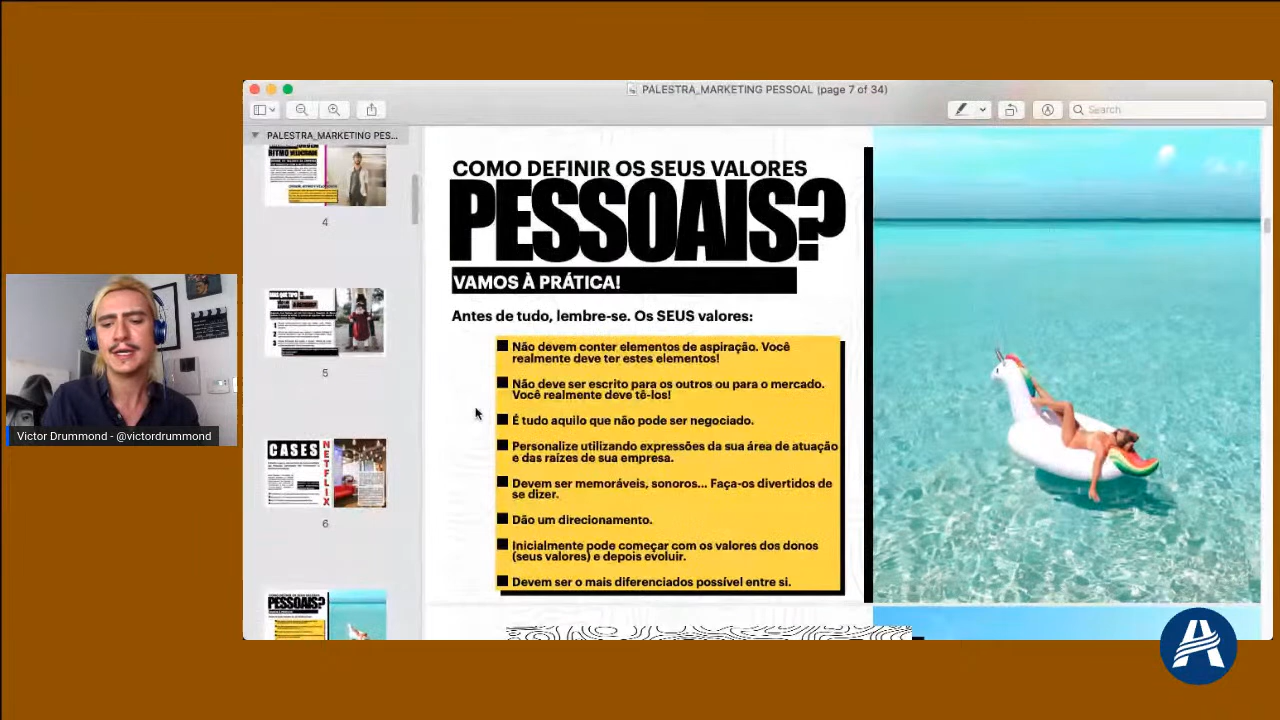 PALESTRA_MARKETING PESSOAL (page 7 of 34)
Search
PALESTRA_MARKETING PES...
RITMO
4
5
CASES
NETFLIX
6
PESSOAIS?
COMO DEFINIR OS SEUS VALORES
PESSOAIS?
VAMOS À PRÁTICA!
Antes de tudo, lembre-se. Os SEUS valores:
Não devem conter elementos de aspiração. Você
realmente deve ter estes elementos!
Não deve ser escrito para os outros ou para o mercado.
Você realmente deve tê-los!
É tudo aquilo que não pode ser negociado.
Personalize utilizando expressões da sua área de atuação
e das raízes de sua empresa.
Devem ser memoráveis, sonoros... Faça-os divertidos de
se dizer.
Dão um direcionamento.
Inicialmente pode começar com os valores dos donos
(seus valores) e depois evoluir.
Devem ser o mais diferenciados possível entre si.
Victor Drummond - @victordrummond